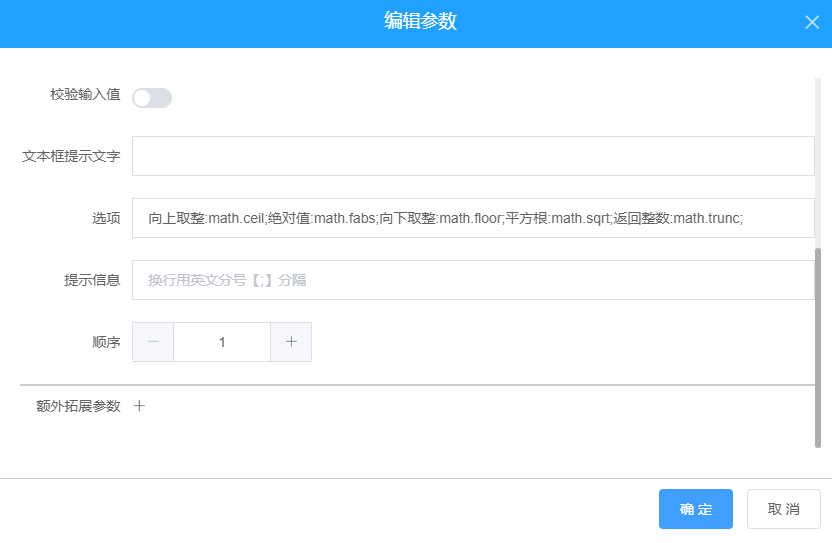 编辑参数
校验输入值
文本框提示文字
选项 向上取整:math.ceil;绝对值:math.fabs;向下取整:math.floor;平方根:math.sqrt;返回整数:math.trunc;
提示信息 换行用英文分号【;】分隔
顺序 1
额外拓展参数
确定 取消